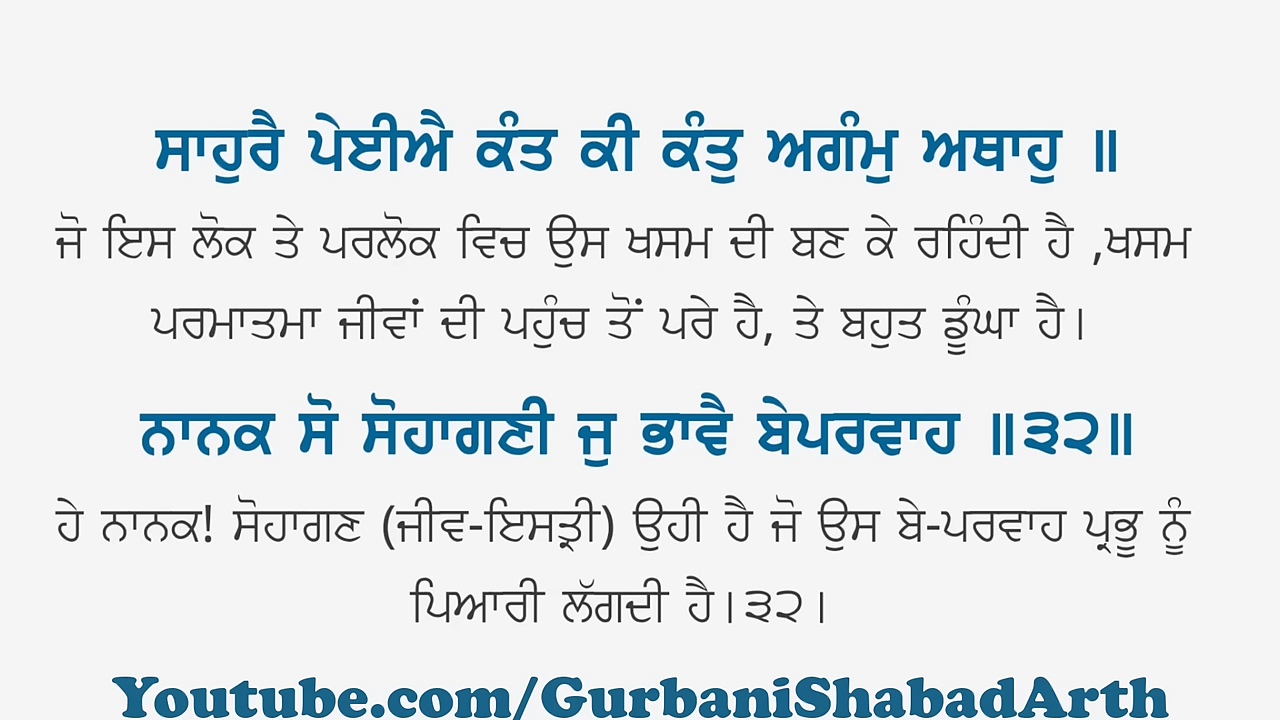 ਸਾਹੁਰੈ ਪੇਈਐ ਕੰਤ ਕੀ ਕੰਤੁ ਅਗੰਮੁ ਅਥਾਹੁ ॥
ਜੋ ਇਸ ਲੋਕ ਤੇ ਪਰਲੋਕ ਵਿਚ ਉਸ ਖਸਮ ਦੀ ਬਣ ਕੇ ਰਹਿੰਦੀ ਹੈ ,ਖਸਮ
ਪਰਮਾਤਮਾ ਜੀਵਾਂ ਦੀ ਪਹੁੰਚ ਤੋਂ ਪਰੇ ਹੈ, ਤੇ ਬਹੁਤ ਡੂੰਘਾ ਹੈ।
ਨਾਨਕ ਸੋ ਸੋਹਾਗਣੀ ਜੁ ਭਾਵੈ ਬੇਪਰਵਾਹ ॥੩੨॥
ਹੇ ਨਾਨਕ! ਸੋਹਾਗਣ (ਜੀਵ-ਇਸਤ੍ਰੀ) ਉਹੀ ਹੈ ਜੋ ਉਸ ਬੇ-ਪਰਵਾਹ ਪ੍ਰਭੂ ਨੂੰ
ਪਿਆਰੀ ਲੱਗਦੀ ਹੈ।੩੨।
Youtube.com/GurbaniShabadArth